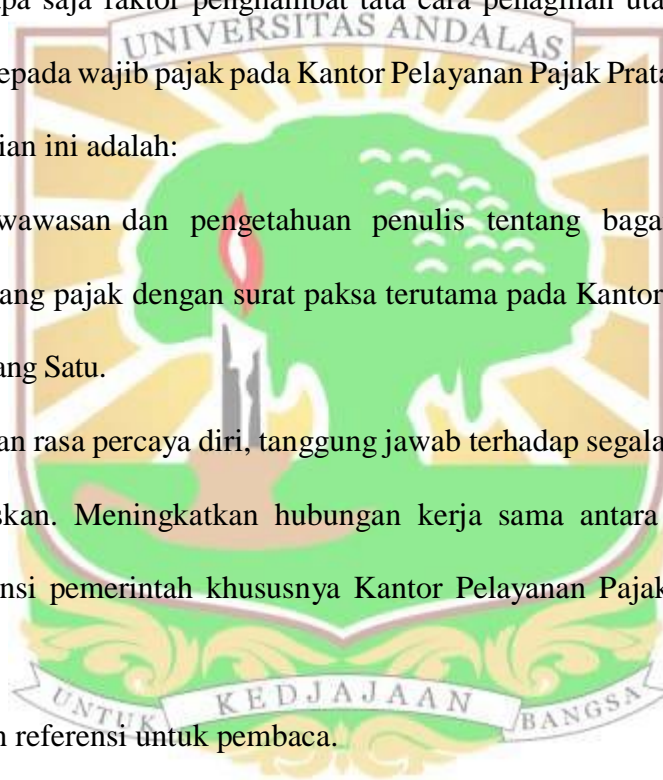 apa saja faktor penghambat tata cara penagihan uta
UNIVERSITAS ANDALAS
epada wajib pajak pada Kantor Pelayanan Pajak Prata
ian ini adalah:
wawasan dan pengetahuan penulis tentang baga
ang pajak dengan surat paksa terutama pada Kantor
ang Satu.
an rasa percaya diri, tanggung jawab terhadap segala
skan. Meningkatkan hubungan kerja sama antara
nsi pemerintah khususnya Kantor Pelayanan Pajak
UNTUK KEDJAJAAN BANGSA
n referensi untuk pembaca.